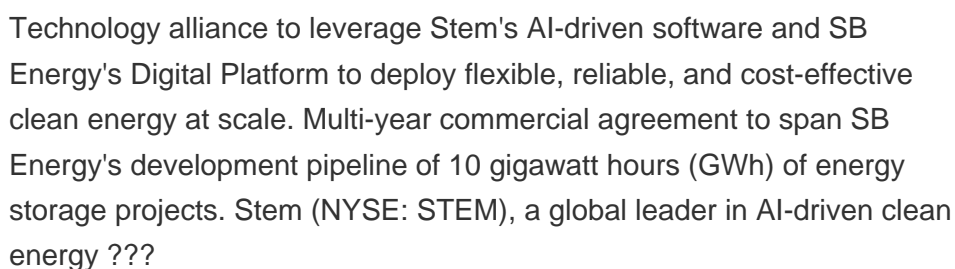 Technology alliance to leverage Stem's AI-driven software and SB
Energy's Digital Platform to deploy flexible, reliable, and cost-effective
clean energy at scale. Multi-year commercial agreement to span SB
Energy's development pipeline of 10 gigawatt hours (GWh) of energy
storage projects. Stem (NYSE: STEM), a global leader in AI-driven clean
energy ???